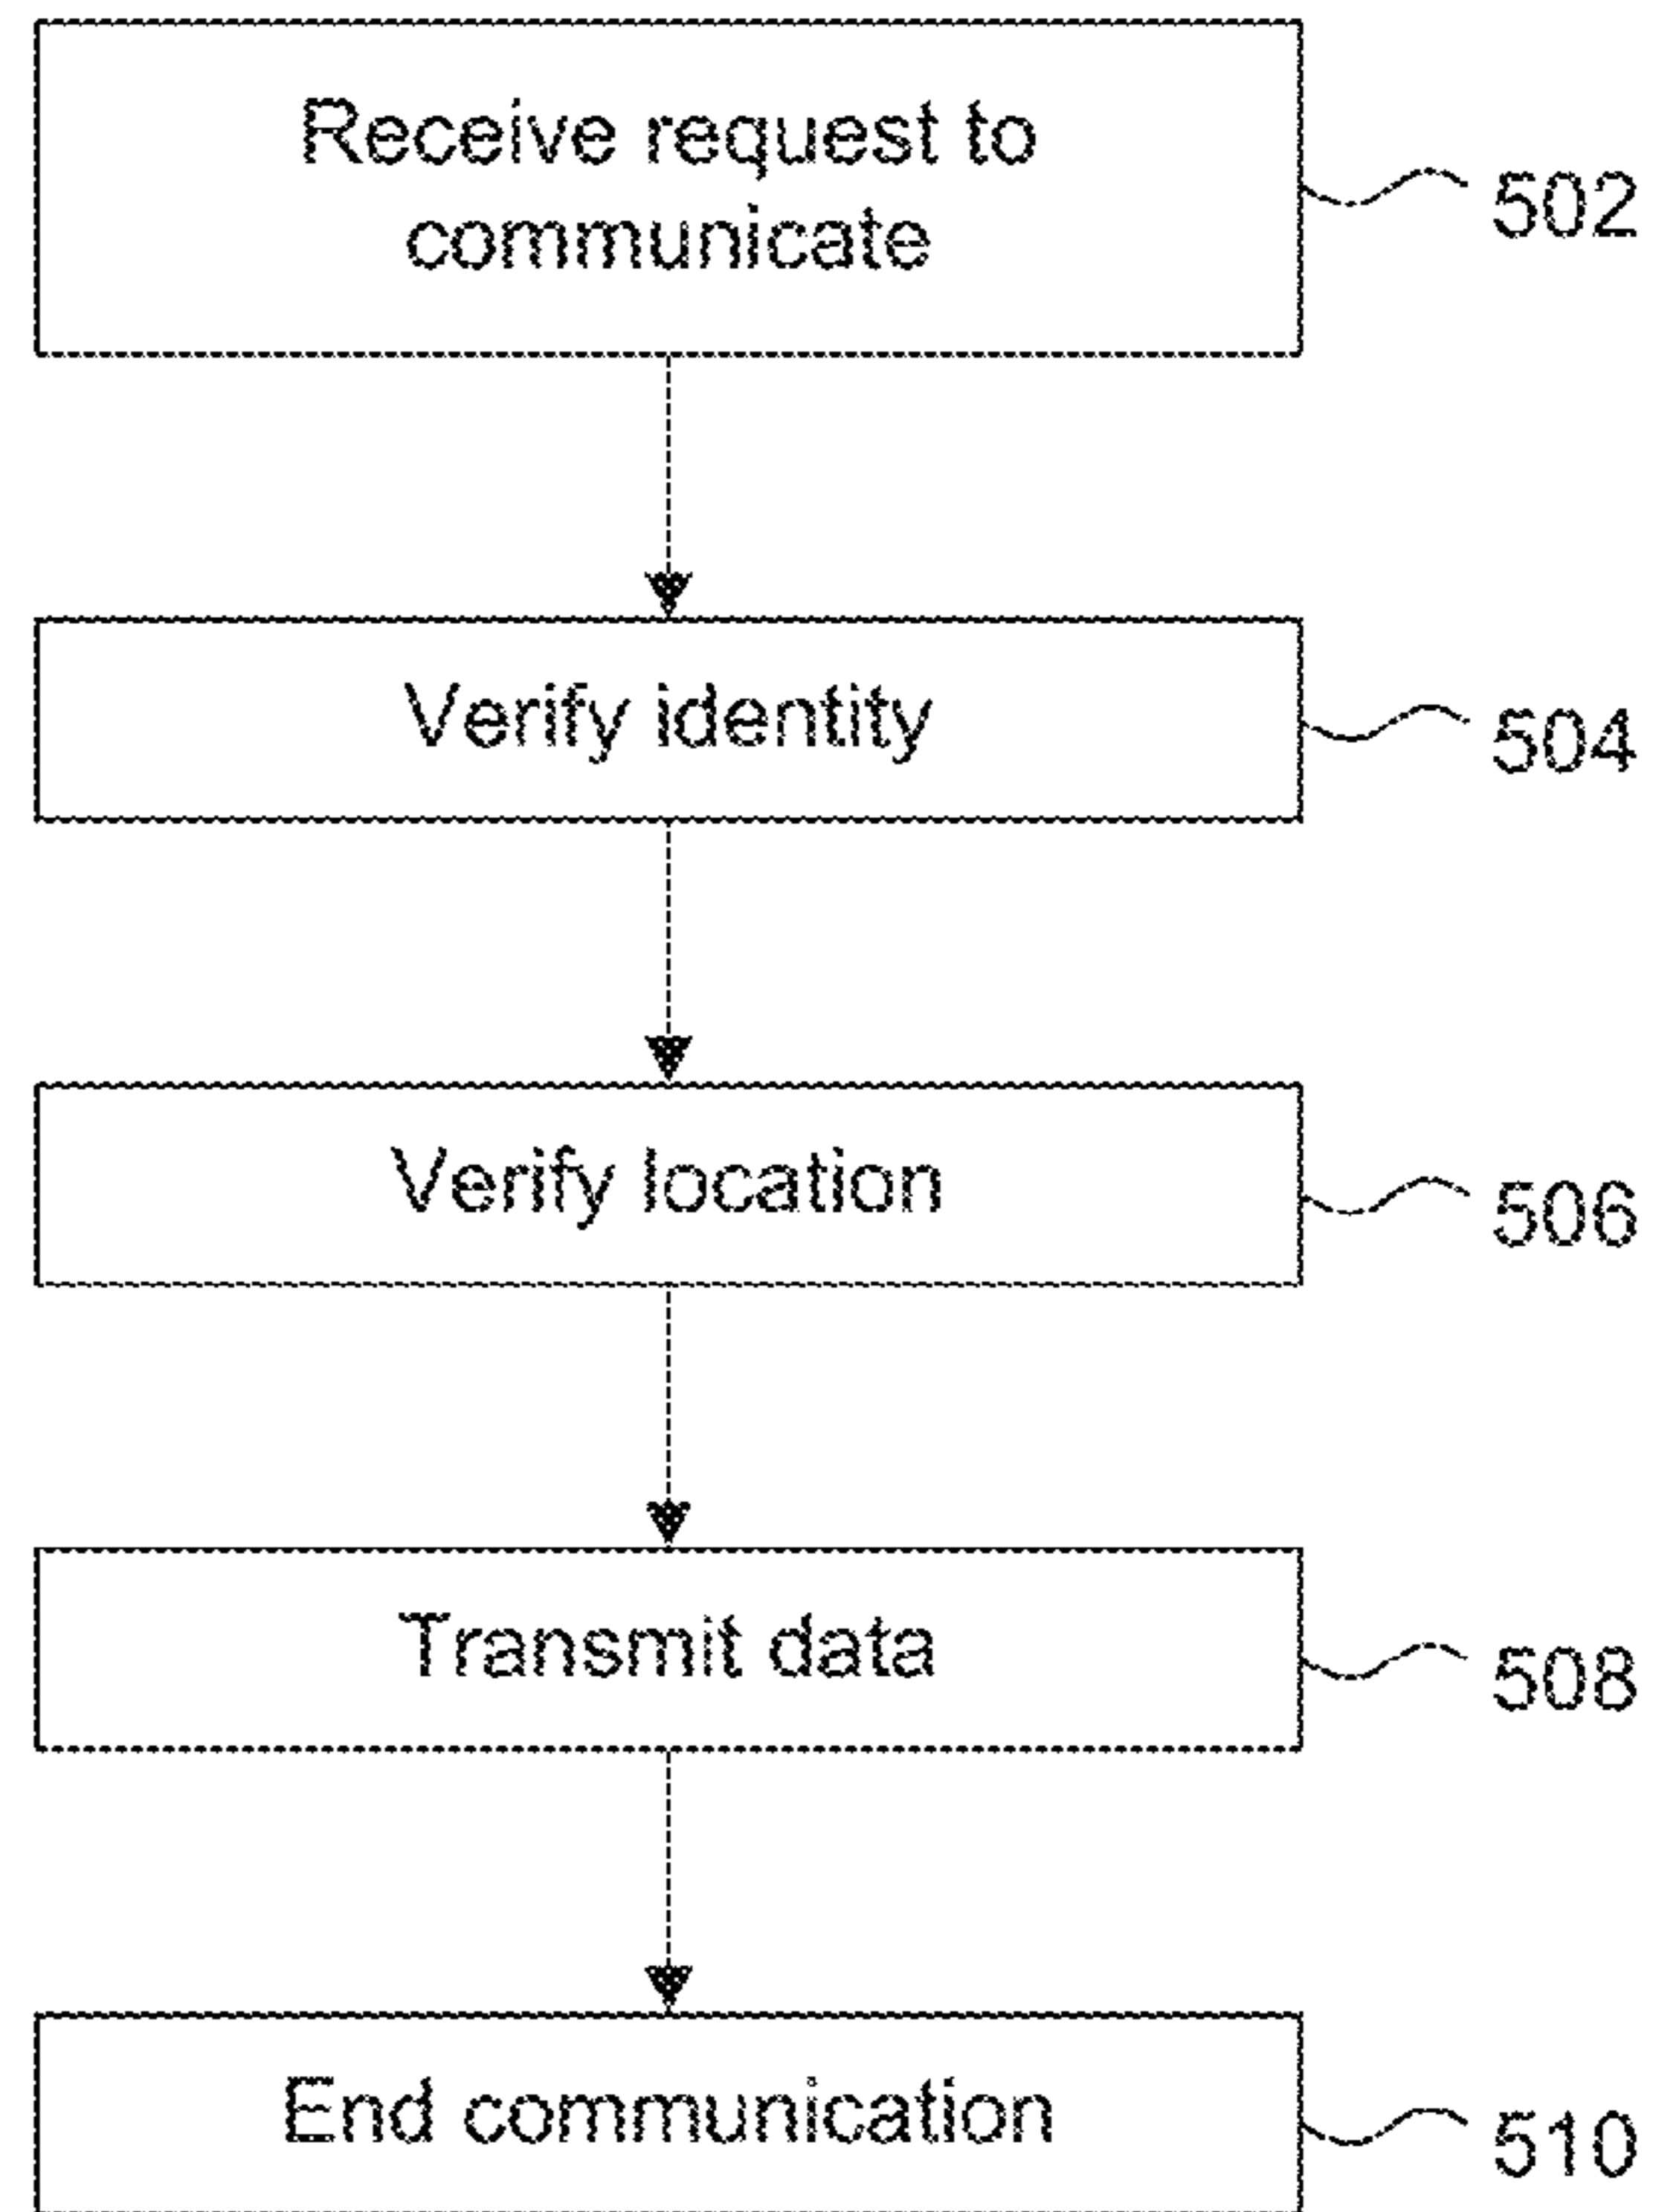 Receive request to
communicate
502
Verify identity
504
Verify location
506
Transmit data
508
End communication
510